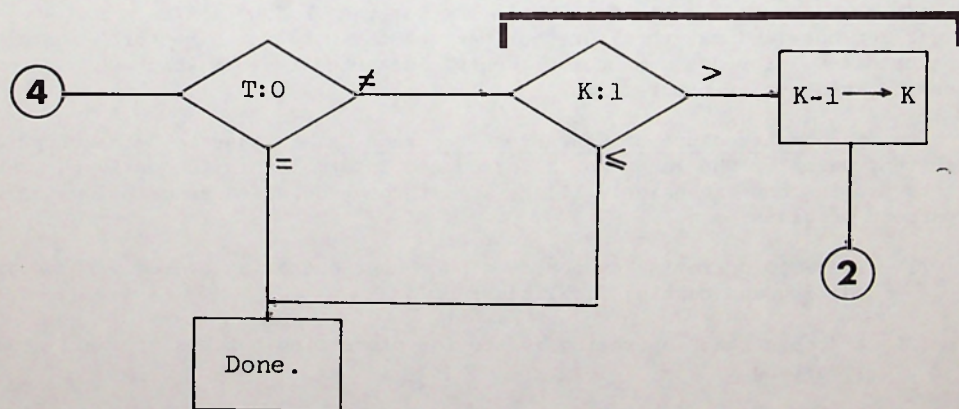 4
T:0
≠
K:1
>
K-1 → K
=
≤
2
Done.